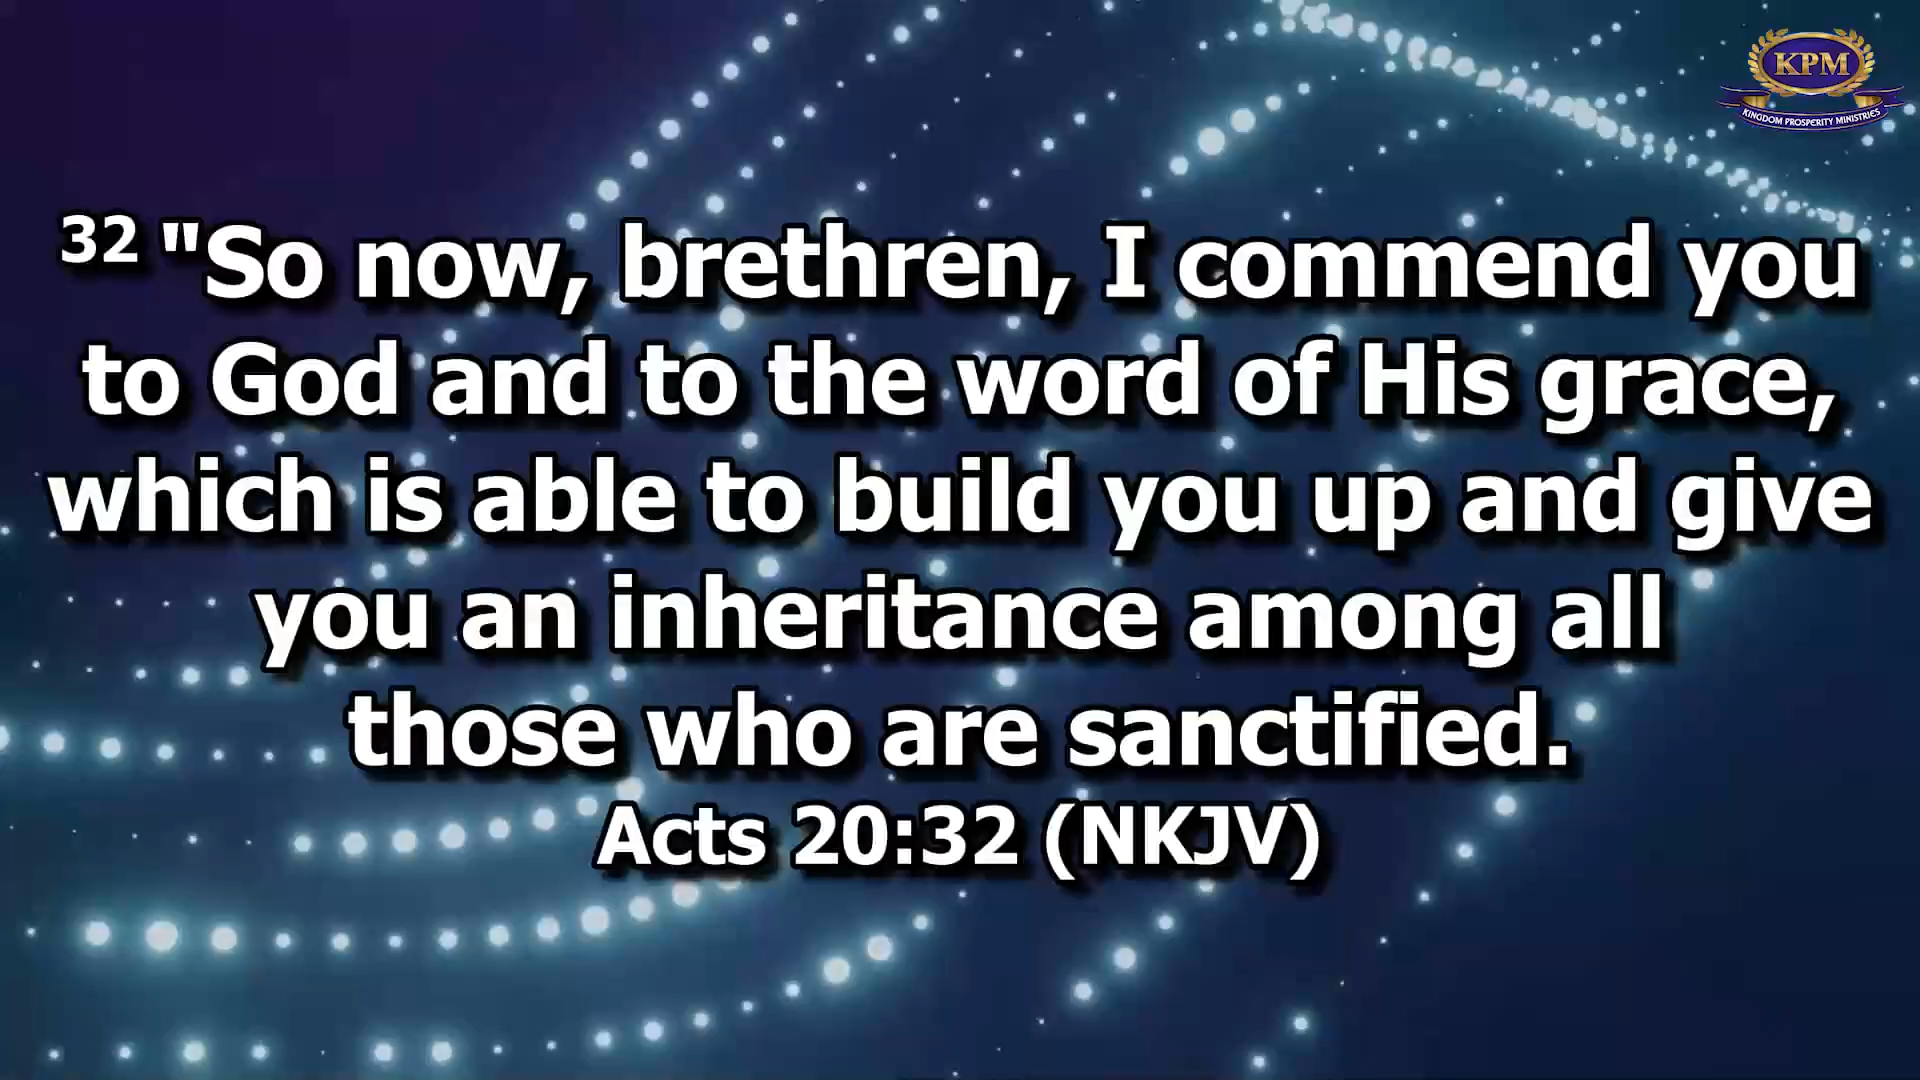 KPM
KINGDOM PROSPERITY MINISTRIES
32 "So now, brethren, I commend you
to God and to the word of His grace,
which is able to build you up and give
you an inheritance among all
those who are sanctified.
Acts 20:32 (NKJV)